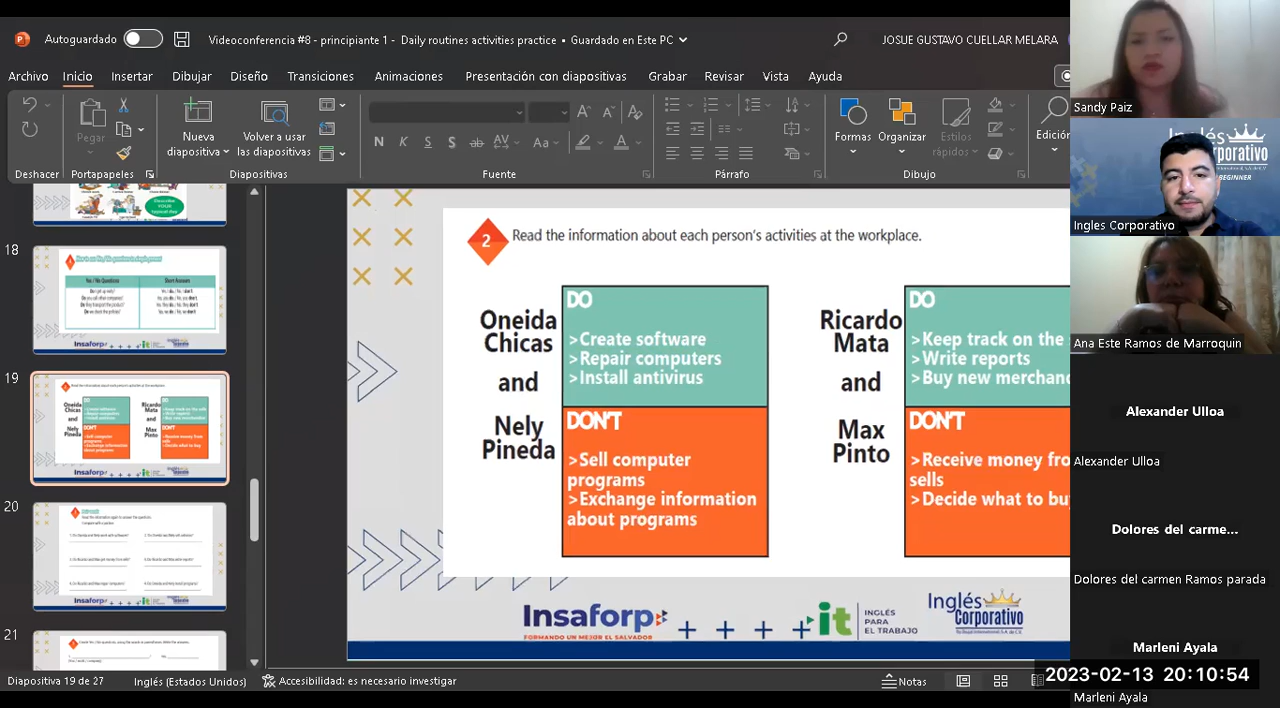 Autoguardado
Videoconferencia #8 - principiante 1 - Daily routines activities practice • Guardado en Este PC
JOSUE GUSTAVO CUELLAR MELARA
Archivo Inicio Insertar Dibujar Diseño Transiciones Animaciones Presentación con diapositivas Grabar Revisar Vista Ayuda
Pegar
Nueva diapositiva
Volver a usar las diapositivas
N K S ab AV Aa A
Formas
Organizar
Estilos rápidos
Edición
Deshacer Portapapeles Diapositivas Fuente Párrafo Dibujo
18
19
20
21
2 Read the information about each person's activities at the workplace.
Oneida
Chicas
and
Nely
Pineda
DO
>Create software
>Repair computers
>Install antivirus
DON'T
>Sell computer
programs
>Exchange information
about programs
Ricardo
Mata
and
Max
Pinto
DO
>Keep track on the
>Write reports
>Buy new merchan
DON'T
>Receive money fro
sells
>Decide what to bu
Insaforp
FORMANDO UN MEJOR EL SALVADOR
it
INGLÉS
PARA
EL TRABAJO
Inglés
Corporativo
Diapositiva 19 de 27
Inglés (Estados Unidos)
Accesibilidad: es necesario investigar
Notas
Sandy Paiz
Inglés
Corporativo
BEGINNER
Ingles Corporativo
Ana Este Ramos de Marroquin
Alexander Ulloa
Alexander Ulloa
Dolores del carme...
Dolores del carmen Ramos parada
Marleni Ayala
2023-02-13 20:10:54
Marleni Ayala